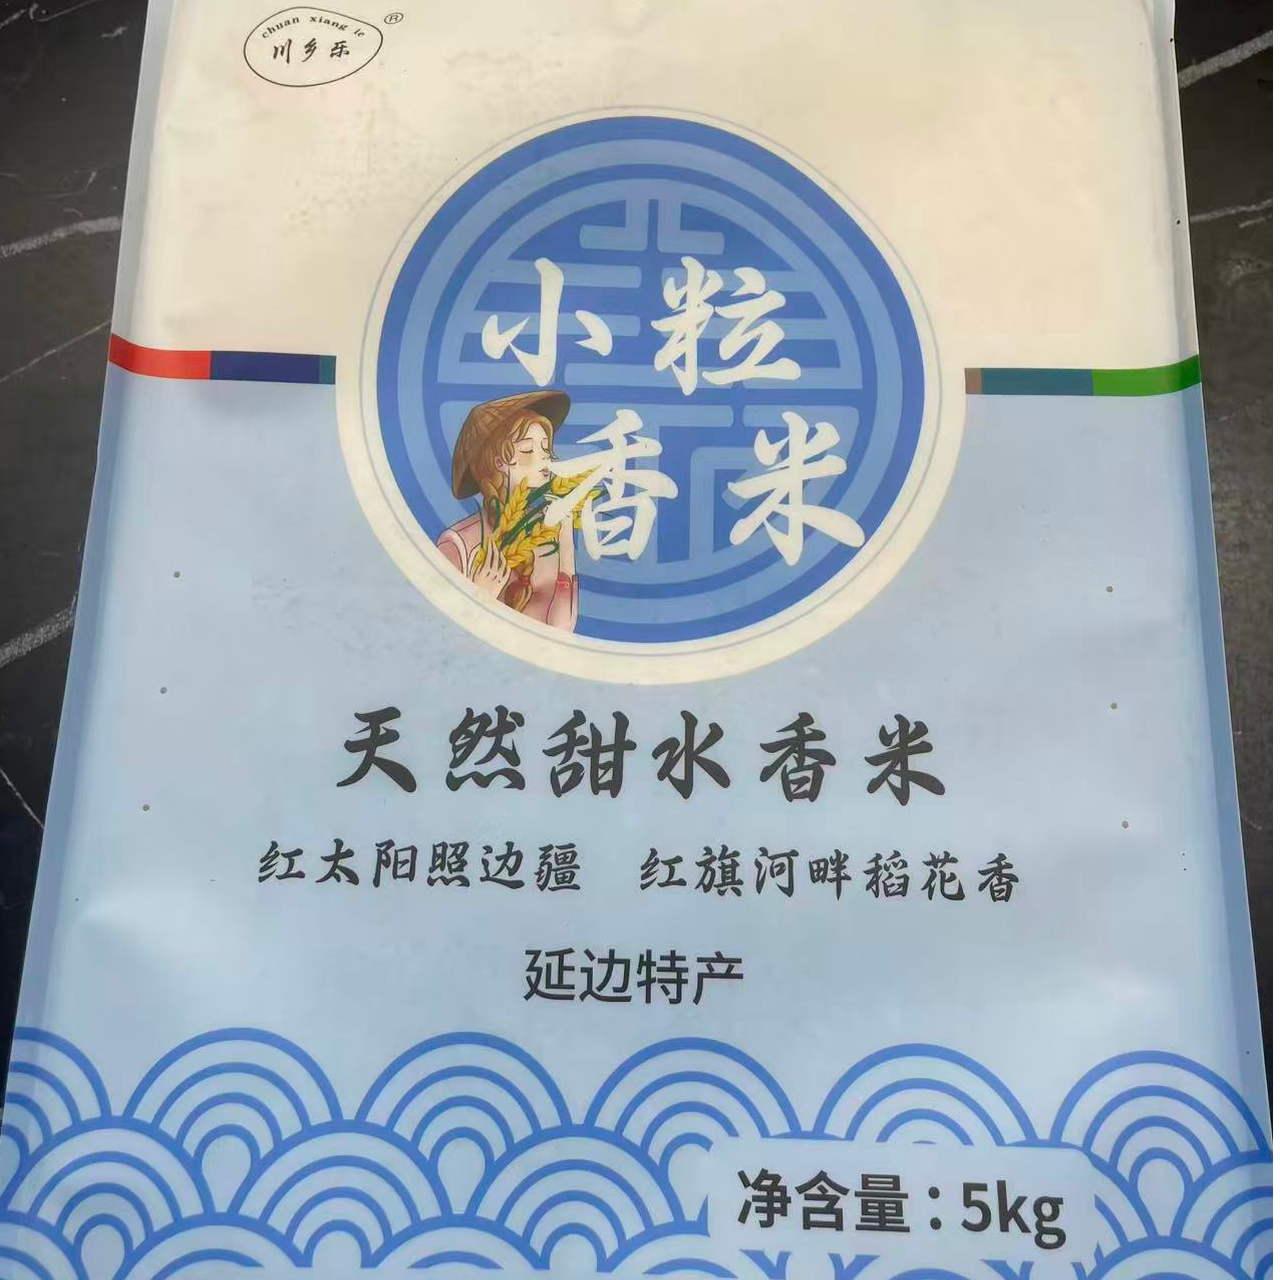 chuan xiang le
川乡乐
®
小粒
香米
天然甜水香米
红太阳照边疆 红旗河畔稻花香
延边特产
净含量：5kg